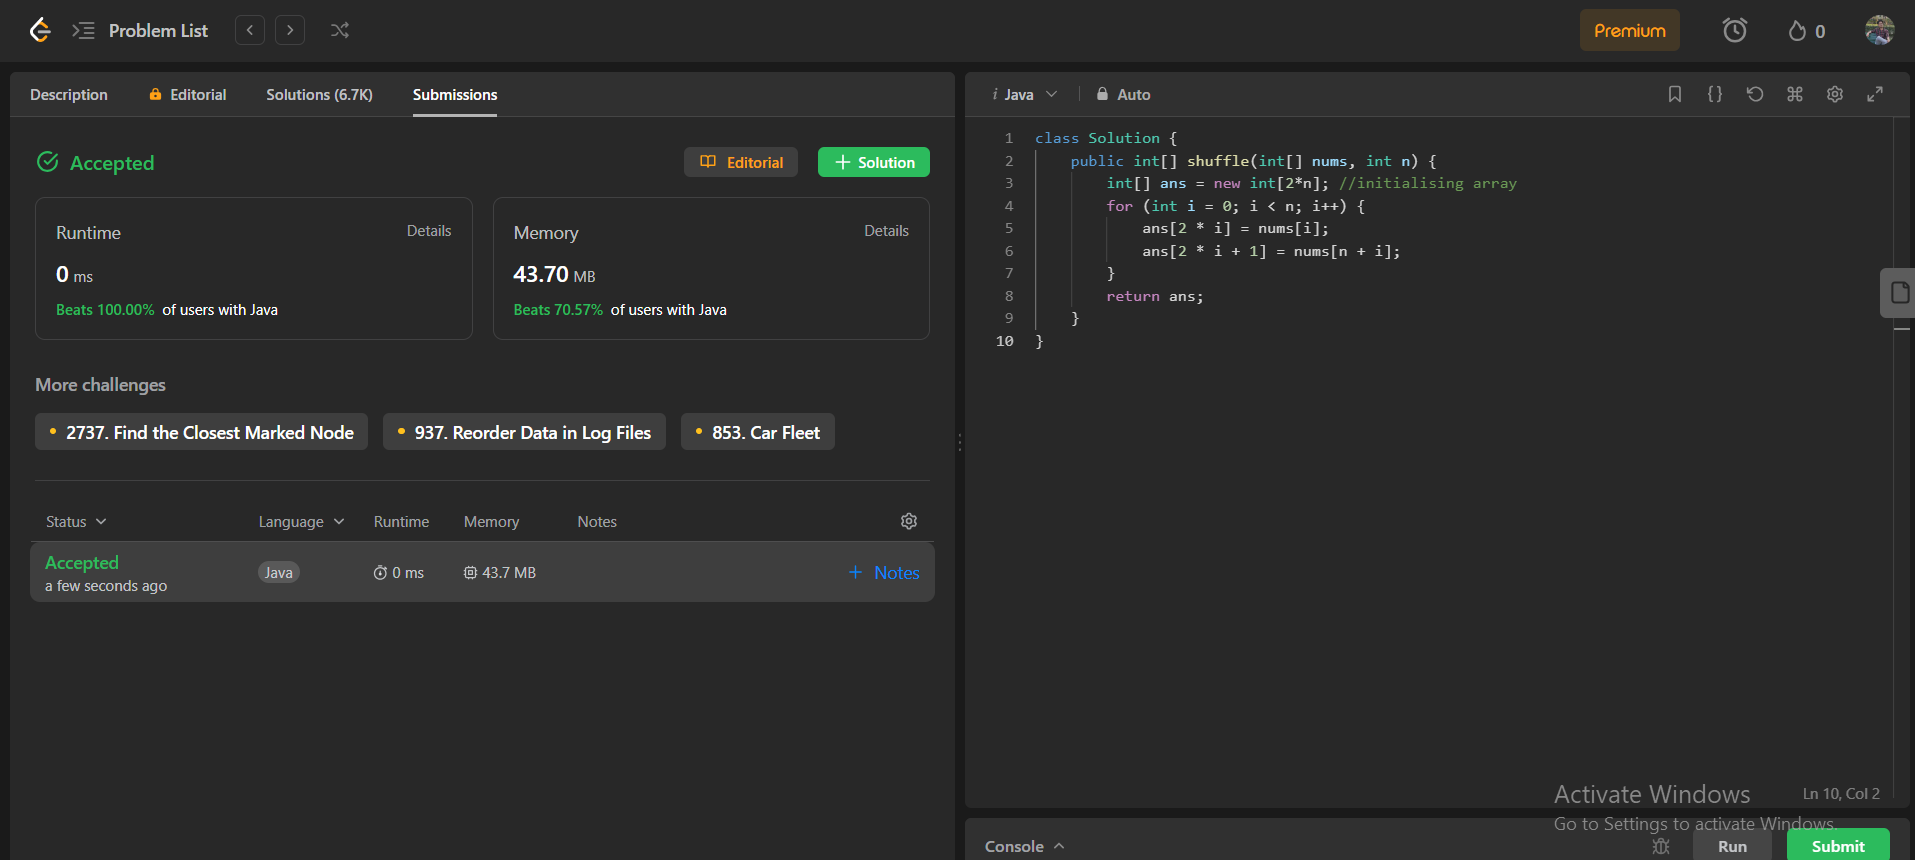 Problem List
Premium
0
Description
Editorial
Solutions (6.7K)
Submissions
Accepted
Editorial
Solution
Runtime
Details
0 ms
Beats 100.00% of users with Java
Memory
Details
43.70 MB
Beats 70.57% of users with Java
More challenges
2737. Find the Closest Marked Node
937. Reorder Data in Log Files
853. Car Fleet
Status
Language
Runtime
Memory
Notes
Accepted
a few seconds ago
Java
0 ms
43.7 MB
+ Notes
i Java
Auto
1 class Solution {
2 public int[] shuffle(int[] nums, int n) {
3 int[] ans = new int[2*n]; //initialising array
4 for (int i = 0; i < n; i++) {
5 ans[2 * i] = nums[i];
6 ans[2 * i + 1] = nums[n + i];
7 }
8 return ans;
9 }
10 }
Activate Windows
Ln 10, Col 2
Go to Settings to activate Windows.
Console
Run
Submit